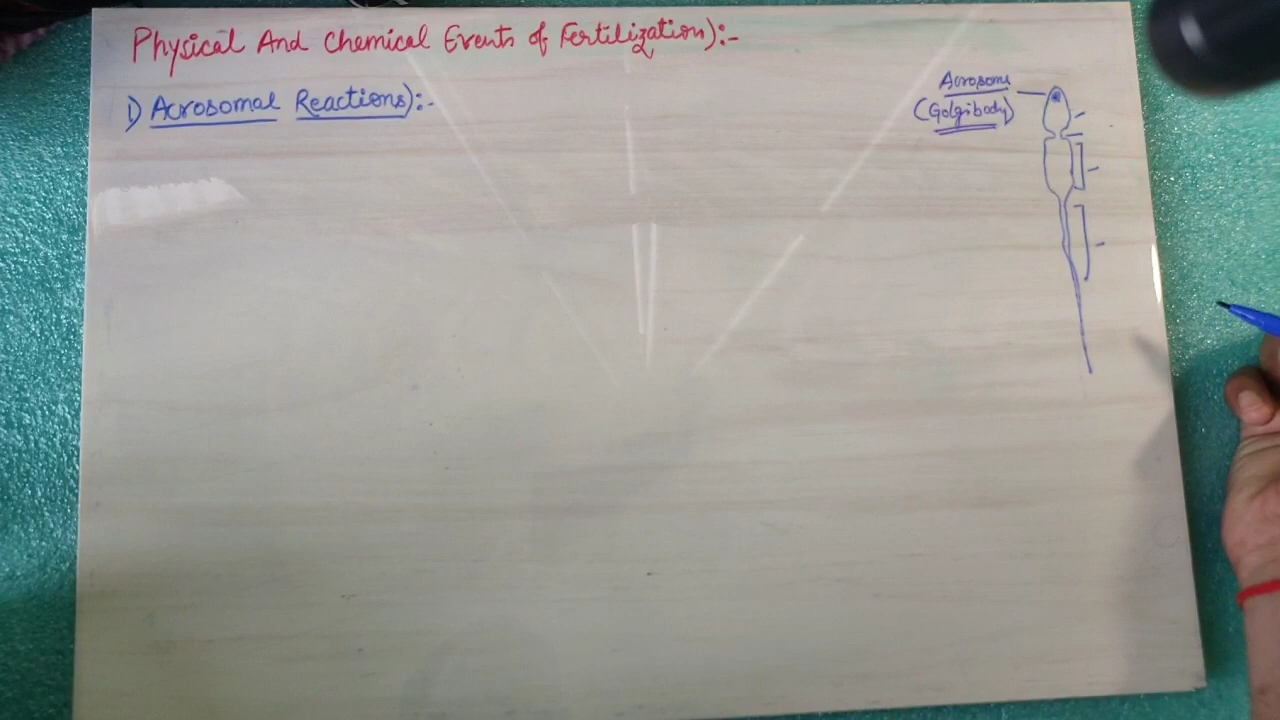 Physical And Chemical Events of Fertilization):-
1) Acrosomal Reactions):-
Acrosome
(Golgibody)